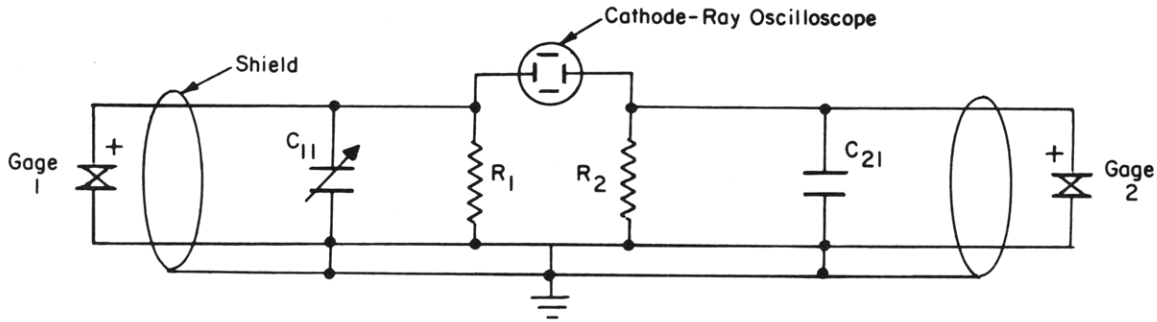 Cathode-Ray Oscilloscope
Shield
Gage
1
+
C11
R1
R2
C21
+
Gage
2